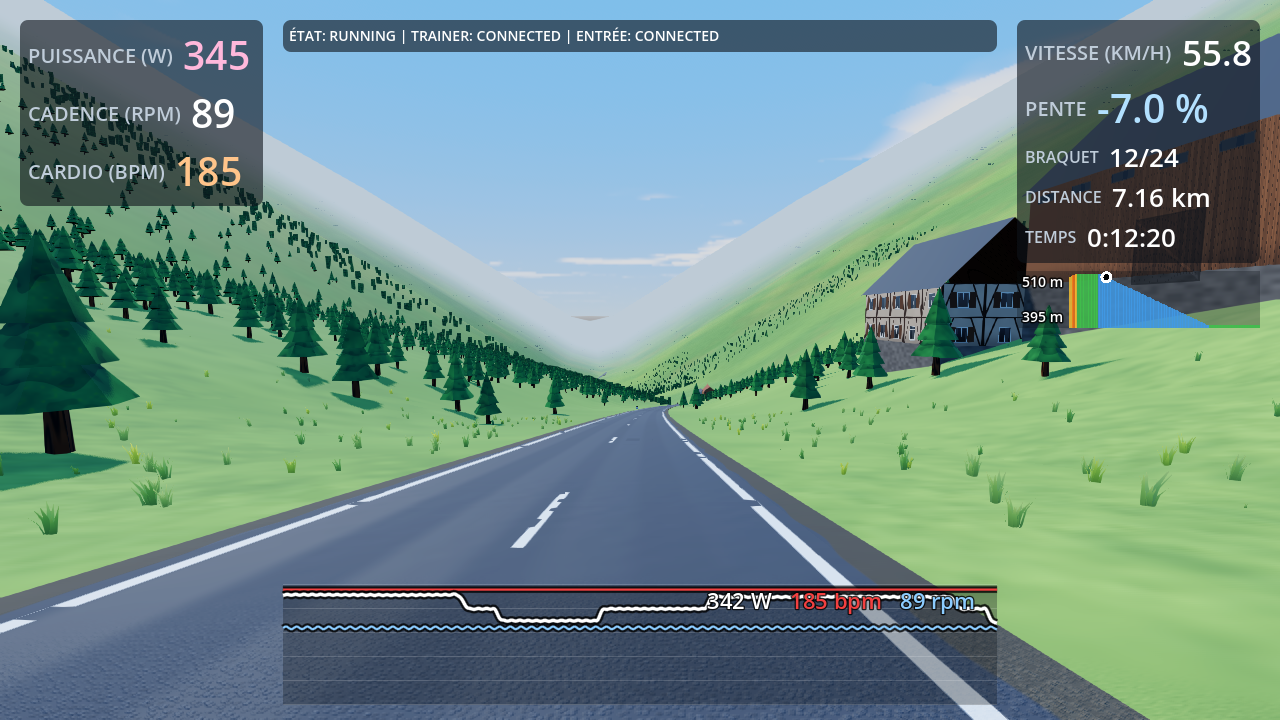 PUISSANCE (W) 345
CADENCE (RPM) 89
CARDIO (BPM) 185
ÉTAT: RUNNING | TRAINER: CONNECTED | ENTRÉE: CONNECTED
VITESSE (KM/H) 55.8
PENTE -7.0 %
BRAQUET 12/24
DISTANCE 7.16 km
TEMPS 0:12:20
510 m
395 m
342 W 185 bpm 89 rpm